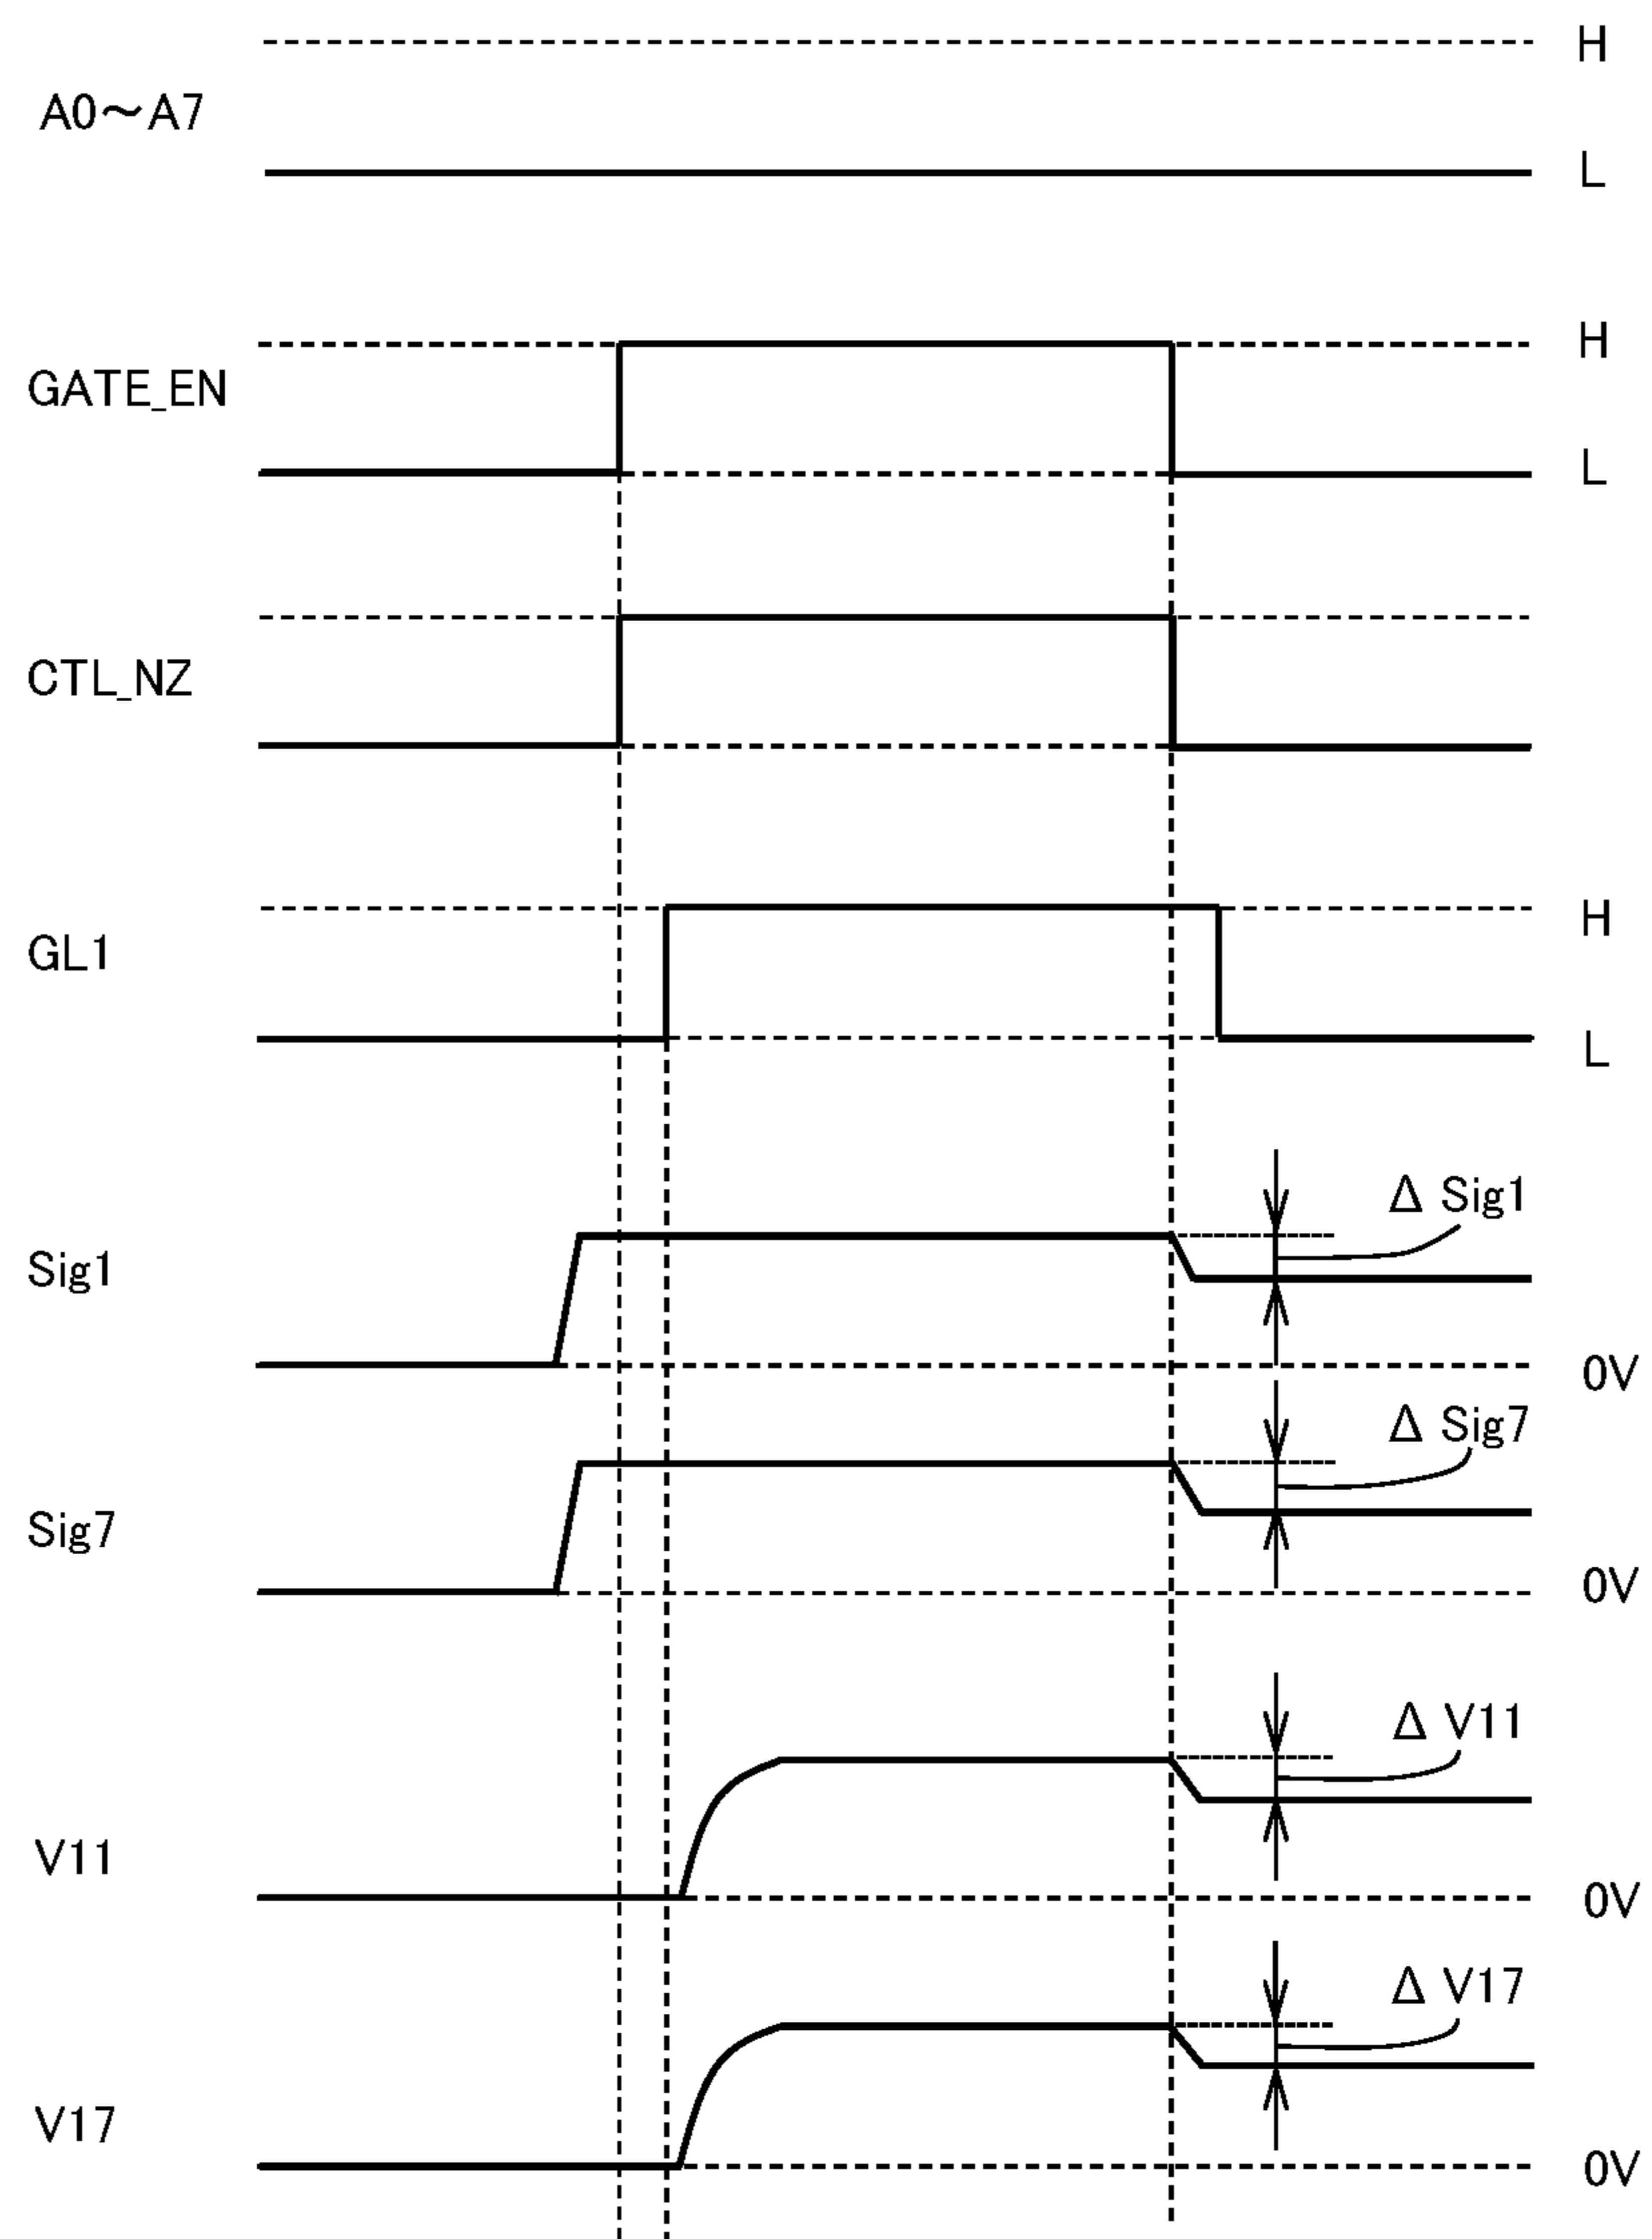 H
A0～A7
L
H
GATE_EN
L
CTL_NZ
H
GL1
L
Δ Sig1
Sig1
0V
Δ Sig7
Sig7
0V
Δ V11
V11
0V
Δ V17
V17
0V